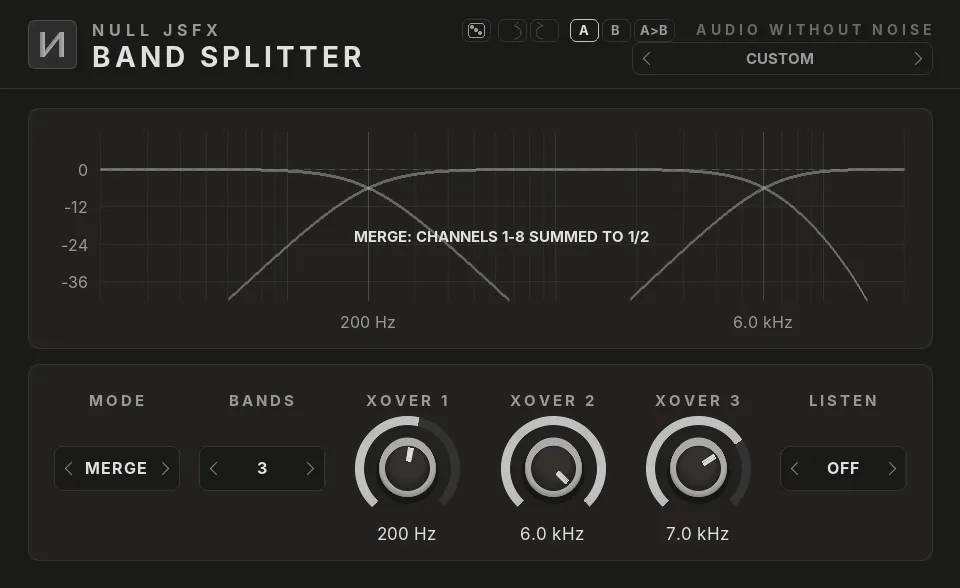 NULL JSFX
BAND SPLITTER
A B A>B
AUDIO WITHOUT NOISE
CUSTOM
0
-12
-24
-36
MERGE: CHANNELS 1-8 SUMMED TO 1/2
200 Hz 6.0 kHz
MODE BANDS XOVER 1 XOVER 2 XOVER 3 LISTEN
MERGE 3 OFF
200 Hz 6.0 kHz 7.0 kHz